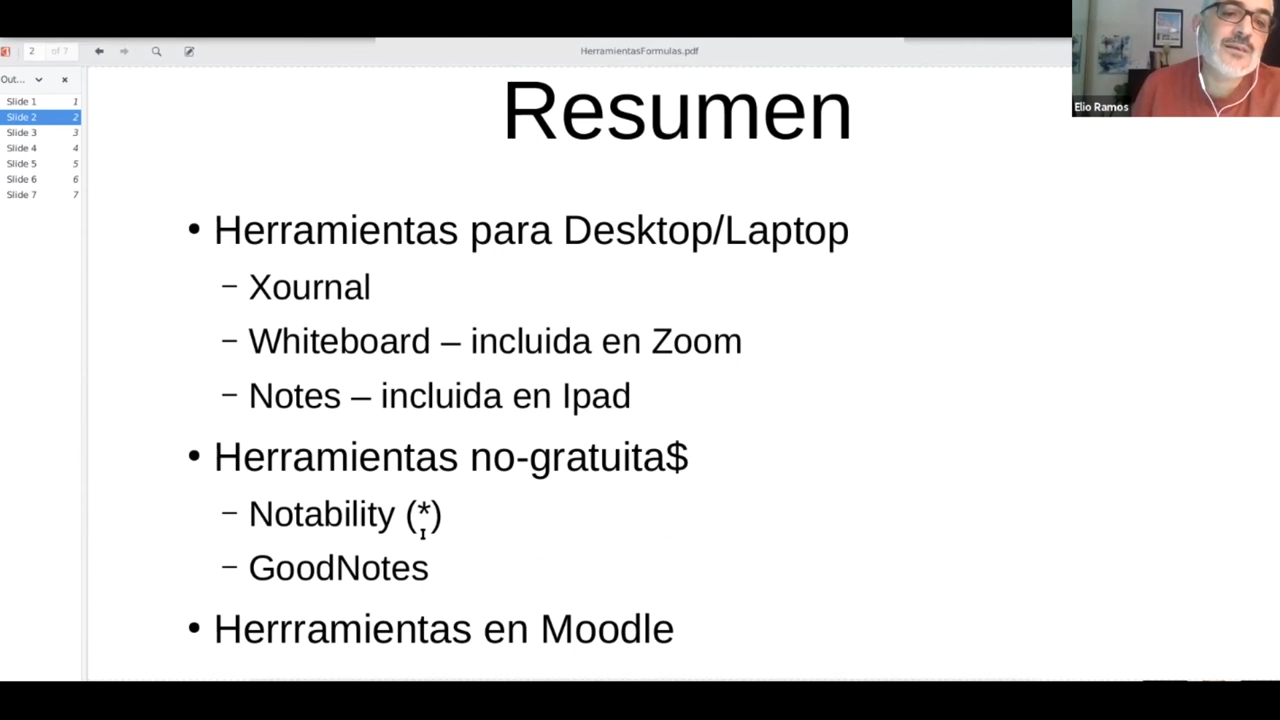 2 of 7
HerramientasFormulas.pdf
Out...
Slide 1 1
Slide 2 2
Slide 3 3
Slide 4 4
Slide 5 5
Slide 6 6
Slide 7 7
Elio Ramos
Resumen
• Herramientas para Desktop/Laptop
– Xournal
– Whiteboard – incluida en Zoom
– Notes – incluida en Ipad
• Herramientas no-gratuita$
– Notability (*)
– GoodNotes
• Herrramientas en Moodle